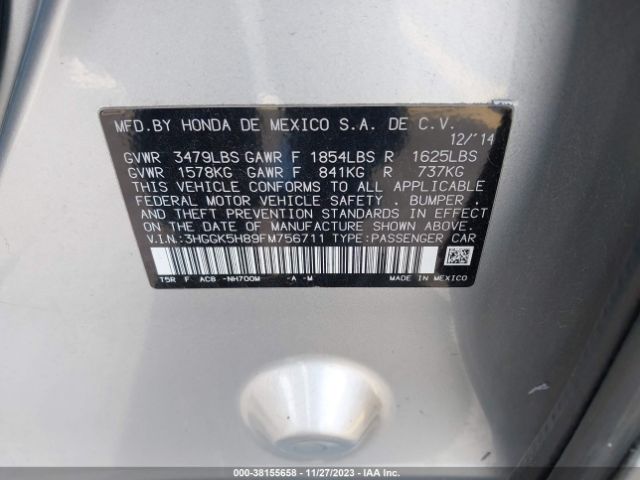 MFD.BY HONDA DE MEXICO S.A. DE C.V.
12/'14
GVWR 3479LBS GAWR F 1854LBS R 1625LBS
GVWR 1578KG GAWR F 841KG R 737KG
THIS VEHICLE CONFORMS TO ALL APPLICABLE
FEDERAL MOTOR VEHICLE SAFETY . BUMPER .
AND THEFT PREVENTION STANDARDS IN EFFECT
ON THE DATE OF MANUFACTURE SHOWN ABOVE.
V.I.N.:3HGGK5H89FM756711 TYPE:PASSENGER CAR
T5R F AC8 -NH700M -A -M MADE IN MEXICO
000-38155658 - 11/27/2023 - IAA Inc.